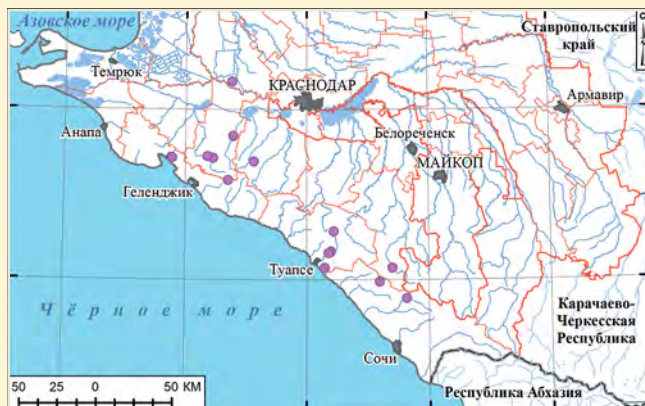 Азовское море
Ставропольский
край
Темрюк
КРАСНОДАР
Армавир
Анапа
Белореченск
МАЙКОП
Геленджик
Туапсе
Чёрное море
Карачаево-
Черкесская
Республика
Сочи
Республика Абхазия
50 25 0 50 КМ